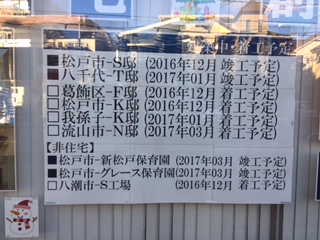 ■松戸市-S邸 (2016年12月 竣工予定)
■八千代-T邸 (2017年01月 竣工予定)
□葛飾区-F邸 (2016年12月 着工予定)
□松戸市-K邸 (2016年12月 着工予定)
□我孫子-K邸 (2017年01月 着工予定)
□流山市-N邸 (2017年03月 着工予定)
【非住宅】
■松戸市-新松戸保育園 (2017年03月 竣工予定)
■松戸市-グレース保育園 (2017年03月 竣工予定)
□八潮市-S工場 (2016年12月 着工予定)